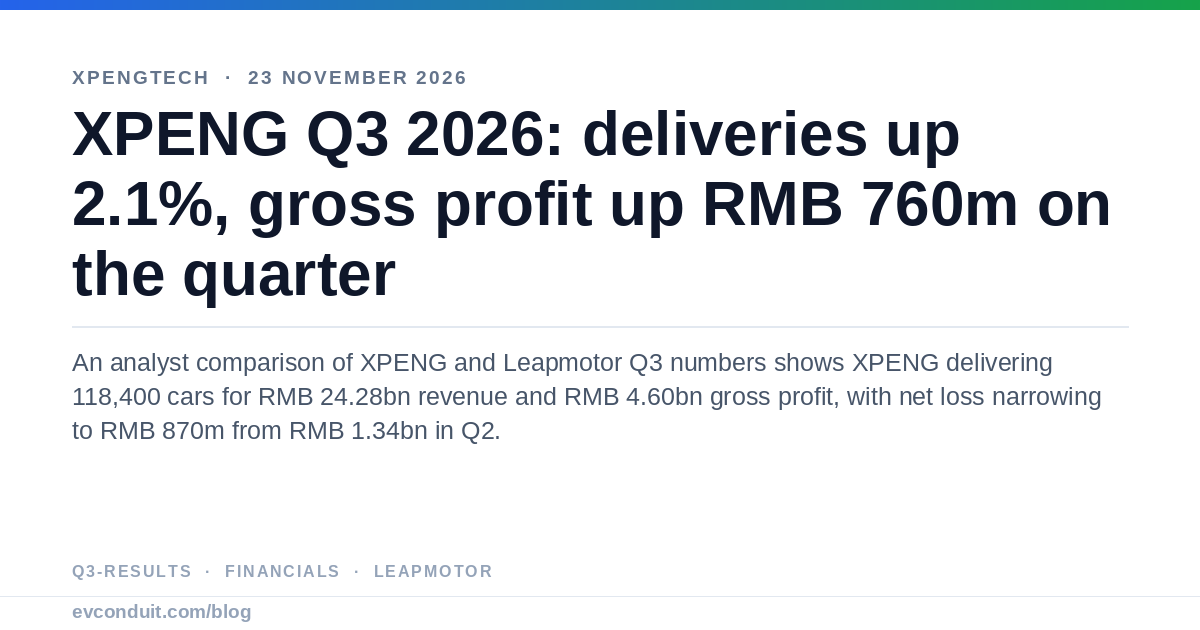 XPENGTECH · 23 NOVEMBER 2026
XPENG Q3 2026: deliveries up
2.1%, gross profit up RMB 760m on
the quarter
An analyst comparison of XPENG and Leapmotor Q3 numbers shows XPENG delivering
118,400 cars for RMB 24.28bn revenue and RMB 4.60bn gross profit, with net loss narrowing
to RMB 870m from RMB 1.34bn in Q2.
Q3-RESULTS · FINANCIALS · LEAPMOTOR
evconduit.com/blog